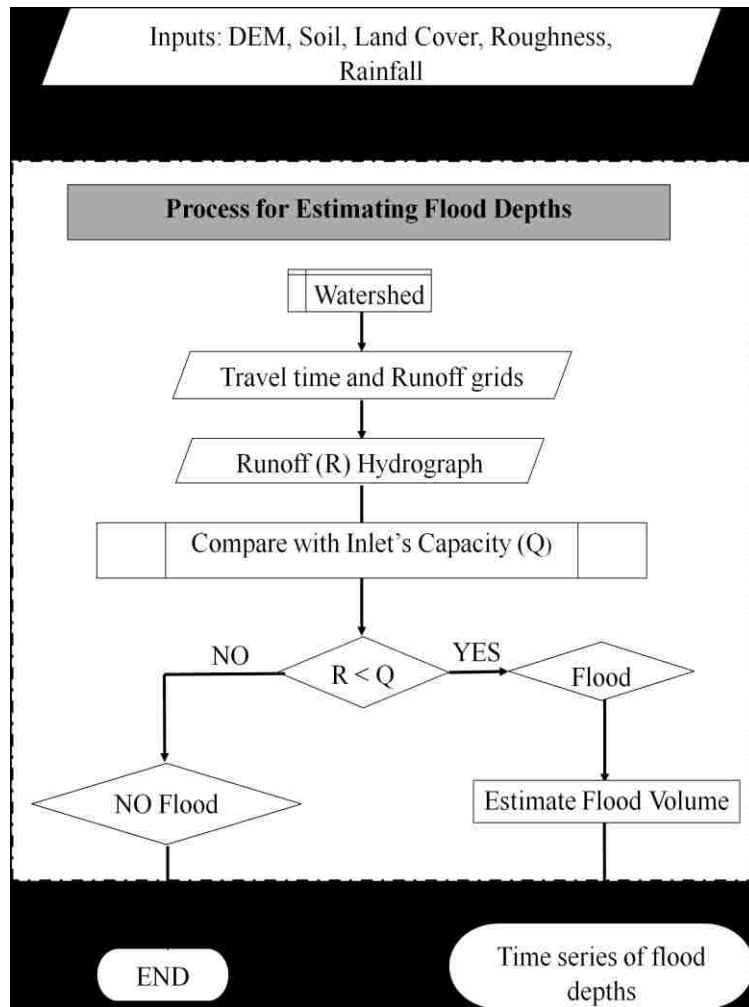 Inputs: DEM, Soil, Land Cover, Roughness,
Rainfall
Process for Estimating Flood Depths
Watershed
Travel time and Runoff grids
Runoff (R) Hydrograph
Compare with Inlet's Capacity (Q)
NO
R < Q
YES
Flood
NO Flood
Estimate Flood Volume
END
Time series of flood
depths